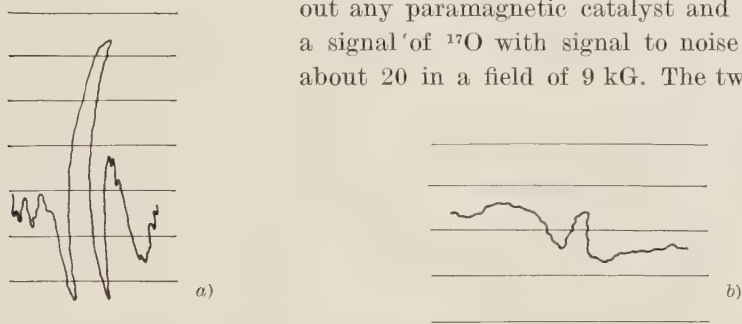 out any paramagnetic catalyst and
a signal of ¹⁷O with signal to noise
about 20 in a field of 9 kG. The tw
a)
b)